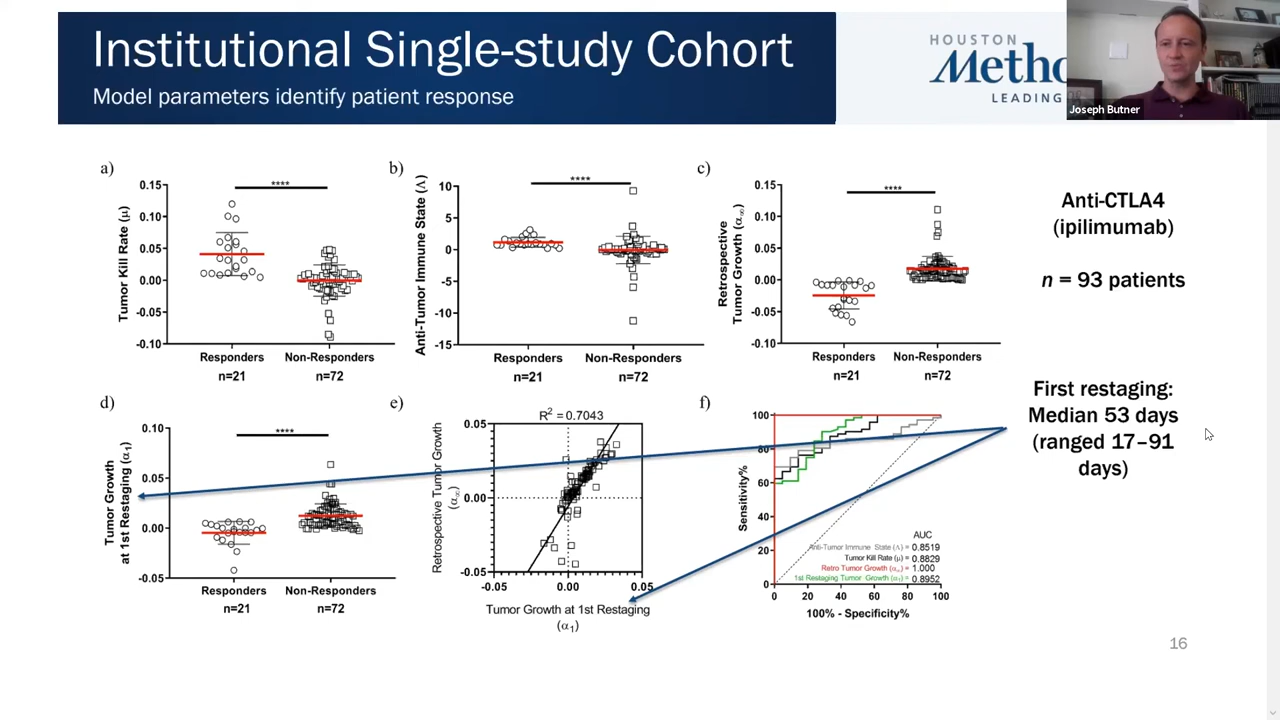 Institutional Single-study Cohort
Model parameters identify patient response
HOUSTON
Metho
LEADING
Joseph Butner
a)
Tumor Kill Rate (μ)
0.15
0.10
0.05
0.00
-0.05
-0.10
****
Responders
Non-Responders
n=21
n=72
b)
Anti-Tumor Immune State (Λ)
10
5
0
-5
-10
-15
****
Responders
Non-Responders
n=21
n=72
c)
Retrospective
Tumor Growth (α∞)
0.15
0.10
0.05
0.00
-0.05
-0.10
****
Responders
Non-Responders
n=21
n=72
Anti-CTLA4
(ipilimumab)
n = 93 patients
d)
Tumor Growth
at 1st Restaging (α1)
0.10
0.05
0.00
-0.05
****
Responders
Non-Responders
n=21
n=72
e)
R² = 0.7043
Retrospective Tumor Growth
(α∞)
0.05
0.00
-0.05
-0.05
0.00
0.05
Tumor Growth at 1st Restaging
(α1)
f)
Sensitivity%
100
80
60
40
20
0
0
20
40
60
80
100
100% - Specificity%
AUC
Anti-Tumor Immune State (Λ) = 0.8519
Tumor Kill Rate (μ) = 0.8829
Retro Tumor Growth (α∞) = 1.000
1st Restaging Tumor Growth (α1) = 0.8952
First restaging:
Median 53 days
(ranged 17–91
days)
16